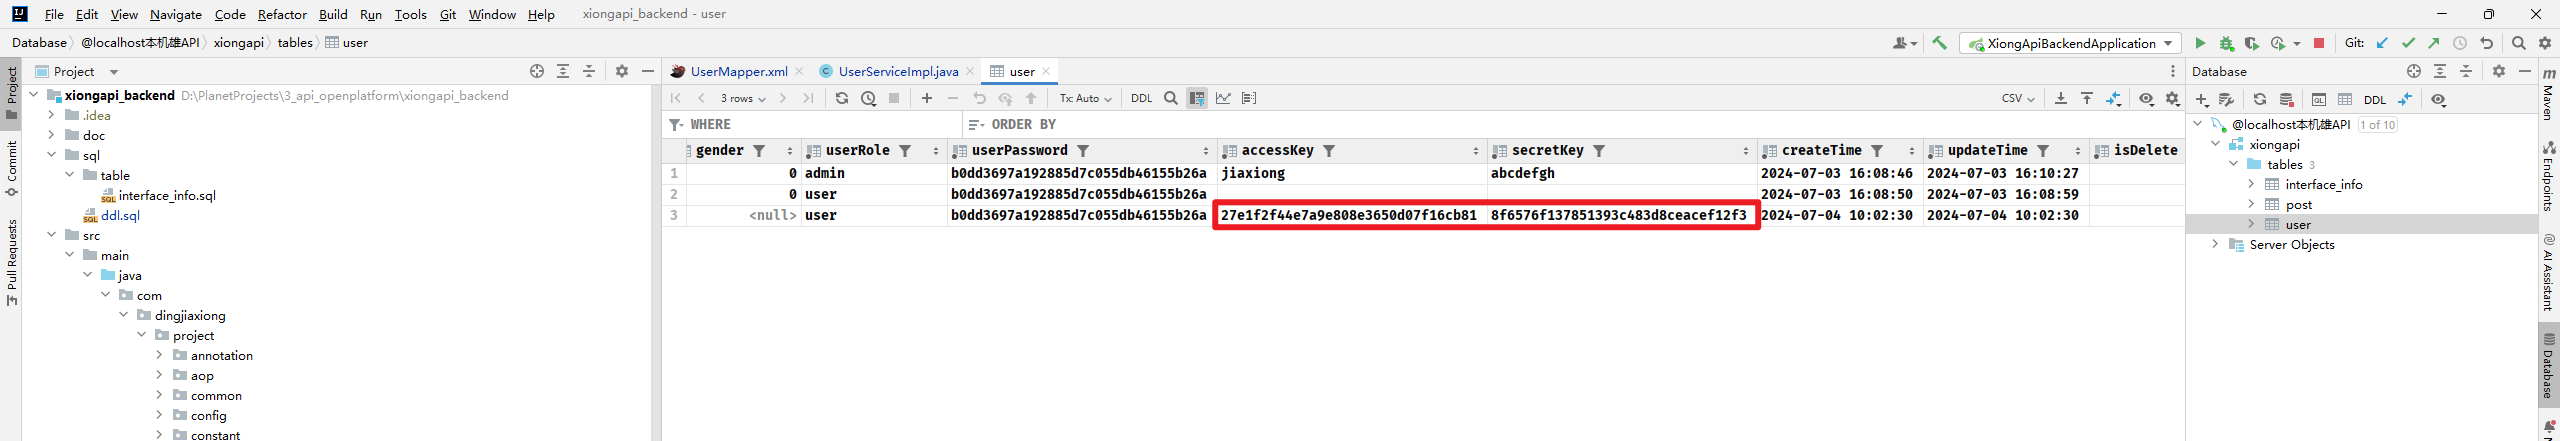 File Edit View Navigate Code Refactor Build Run Tools Git Window Help xiongapi_backend - user
Database @localhost本机雄API xiongapi tables user XiongApiBackendApplication Git:
Project UserMapper.xml UserServiceImpl.java user Database
xiongapi_backend D:\PlanetProjects\3_api_openplatform\xiongapi_backend
.idea
doc
sql
table
interface_info.sql
ddl.sql
src
main
java
com
dingjiaxiong
project
annotation
aop
common
config
constant
3 rows Tx: Auto DDL CSV
WHERE ORDER BY
gender userRole userPassword accessKey secretKey createTime updateTime isDelete
1 0 admin b0dd3697a192885d7c055db46155b26a jiaxiong abcdefgh 2024-07-03 16:08:46 2024-07-03 16:10:27
2 0 user b0dd3697a192885d7c055db46155b26a 2024-07-03 16:08:50 2024-07-03 16:08:59
3 <null> user b0dd3697a192885d7c055db46155b26a 27e1f2f44e7a9e808e3650d07f16cb81 8f6576f137851393c483d8ceacef12f3 2024-07-04 10:02:30 2024-07-04 10:02:30
DDL
@localhost本机雄API 1 of 10
xiongapi
tables 3
interface_info
post
user
Server Objects
Project
Commit
Pull Requests
m
Maven
Endpoints
AI Assistant
Database